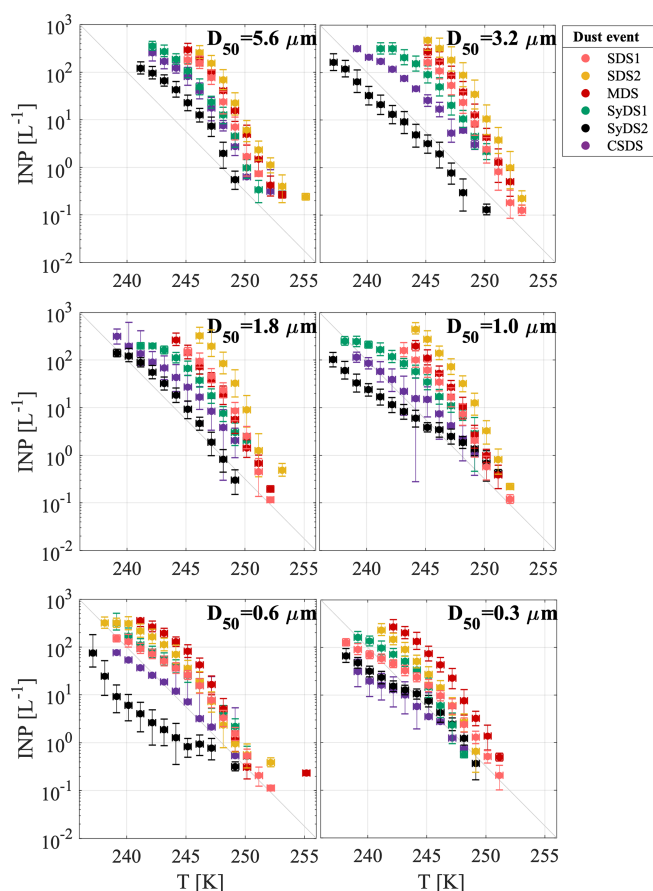 D₅₀=5.6 μm
D₅₀=3.2 μm
INP [L⁻¹]
10³
10²
10¹
10⁰
10⁻¹
10⁻²
240 245 250 255
240 245 250 255
Dust event
SDS1
SDS2
MDS
SyDS1
SyDS2
CSDS
D₅₀=1.8 μm
D₅₀=1.0 μm
INP [L⁻¹]
10³
10²
10¹
10⁰
10⁻¹
10⁻²
240 245 250 255
240 245 250 255
D₅₀=0.6 μm
D₅₀=0.3 μm
INP [L⁻¹]
10³
10²
10¹
10⁰
10⁻¹
10⁻²
240 245 250 255
240 245 250 255
T [K]
T [K]